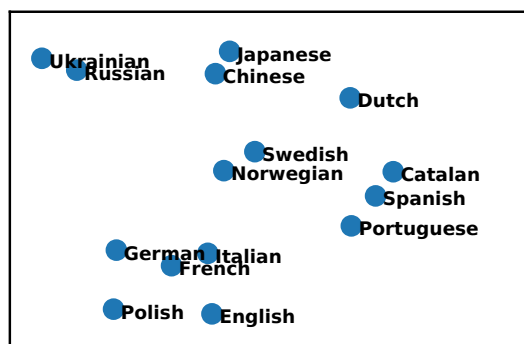 Japanese
Ukrainian
Russian
Chinese
Dutch
Swedish
Norwegian
Catalan
Spanish
Portuguese
German
Italian
French
Polish
English